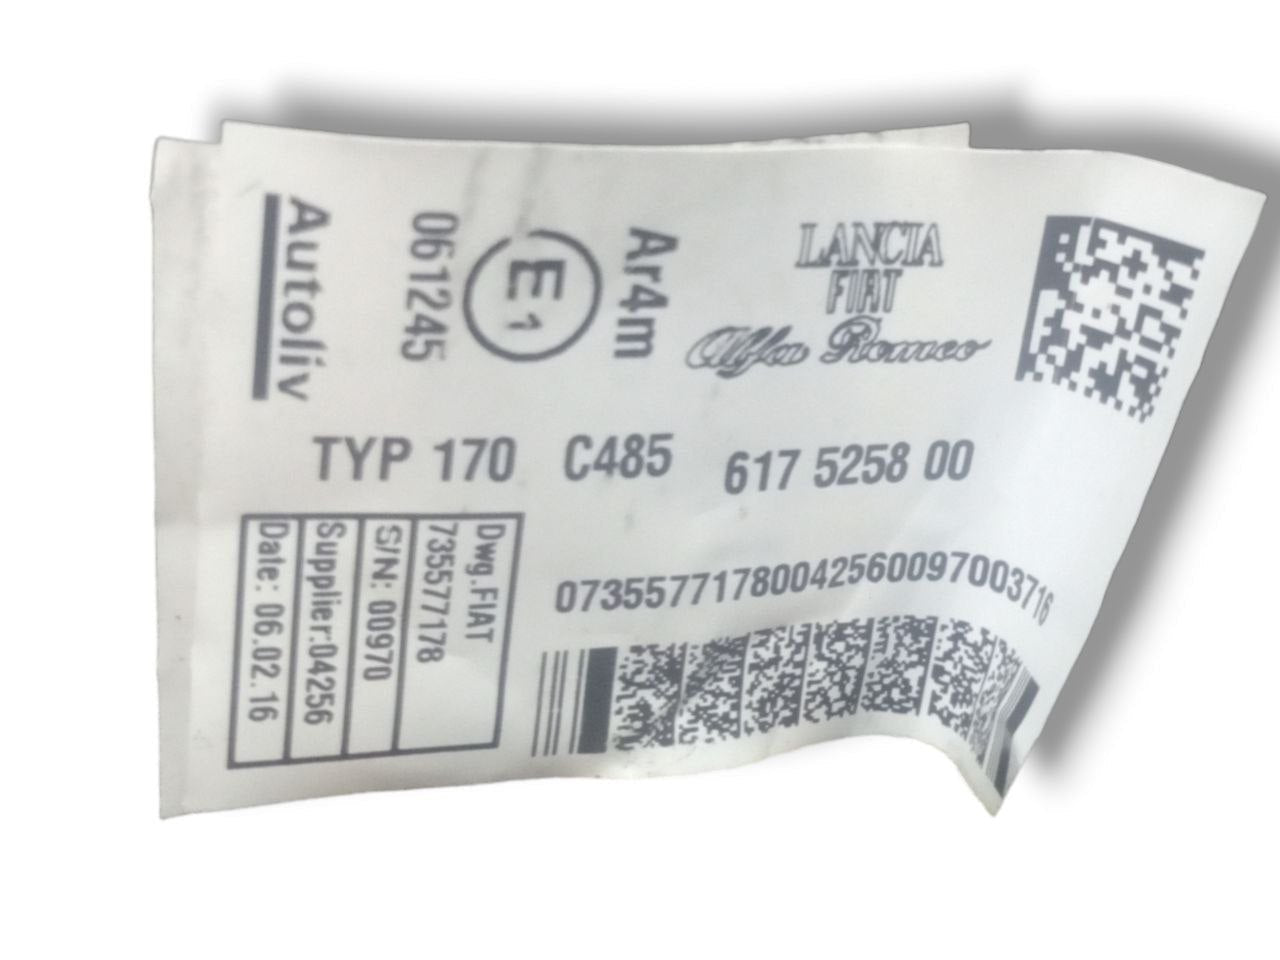 Autoliv
061245
E1
Ar4m
LANCIA
FIAT
Alfa Romeo
TYP 170 C485 617 5258 00
Dwg.FIAT
735577178
S/N: 00970
Supplier:04256
Date: 06.02.16
073557717800425600970003716